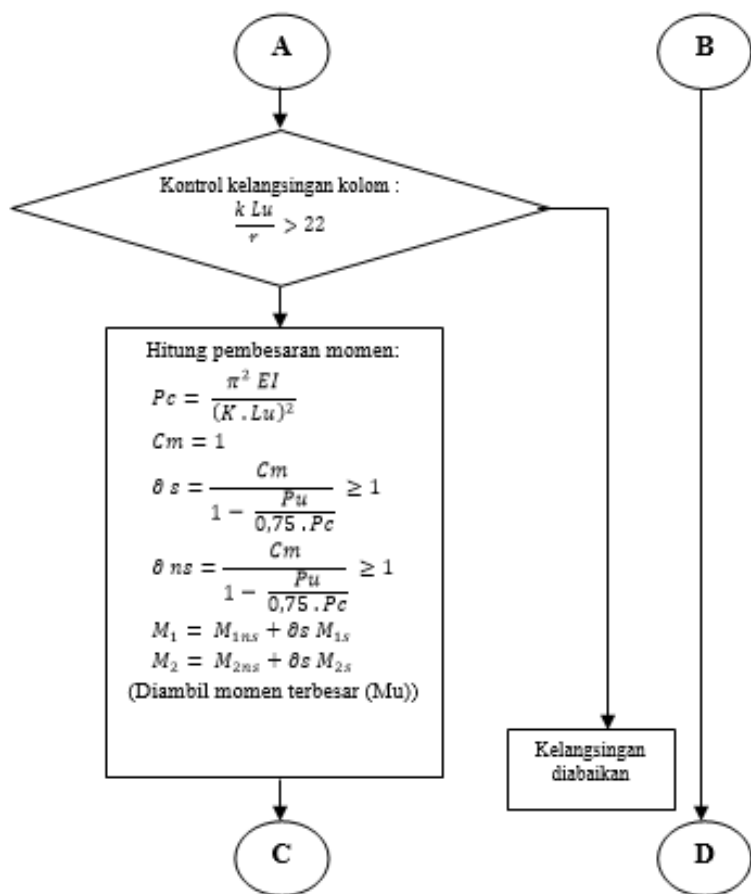 A
B
Kontrol kelangsingan kolom :
k Lu / r > 22
Hitung pembesaran momen:
Pc = π² EI / (K . Lu)²
Cm = 1
∂ s = Cm / (1 − Pu / 0,75 . Pc) ≥ 1
∂ ns = Cm / (1 − Pu / 0,75 . Pc) ≥ 1
M₁ = M₁ns + ∂s M₁s
M₂ = M₂ns + ∂s M₂s
(Diambil momen terbesar (Mu))
Kelangsingan
diabaikan
C
D